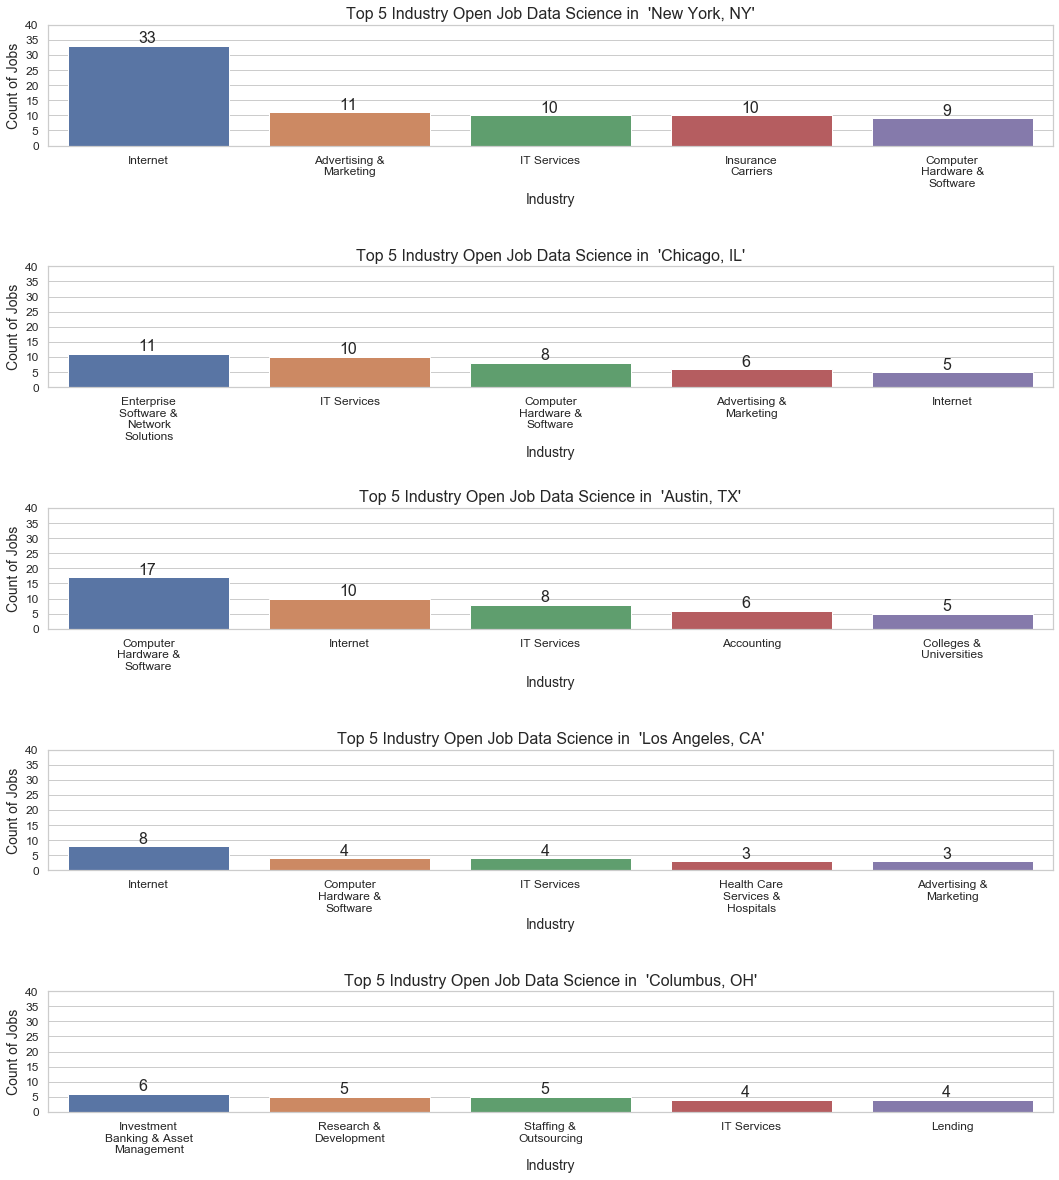 Top 5 Industry Open Job Data Science in  'New York, NY'
Count of Jobs
40
35
30
25
20
15
10
5
0
33
11
10
10
9
Internet
Advertising &
Marketing
IT Services
Insurance
Carriers
Computer
Hardware &
Software
Industry
Top 5 Industry Open Job Data Science in  'Chicago, IL'
Count of Jobs
40
35
30
25
20
15
10
5
0
11
10
8
6
5
Enterprise
Software &
Network
Solutions
IT Services
Computer
Hardware &
Software
Advertising &
Marketing
Internet
Industry
Top 5 Industry Open Job Data Science in  'Austin, TX'
Count of Jobs
40
35
30
25
20
15
10
5
0
17
10
8
6
5
Computer
Hardware &
Software
Internet
IT Services
Accounting
Colleges &
Universities
Industry
Top 5 Industry Open Job Data Science in  'Los Angeles, CA'
Count of Jobs
40
35
30
25
20
15
10
5
0
8
4
4
3
3
Internet
Computer
Hardware &
Software
IT Services
Health Care
Services &
Hospitals
Advertising &
Marketing
Industry
Top 5 Industry Open Job Data Science in  'Columbus, OH'
Count of Jobs
40
35
30
25
20
15
10
5
0
6
5
5
4
4
Investment
Banking & Asset
Management
Research &
Development
Staffing &
Outsourcing
IT Services
Lending
Industry